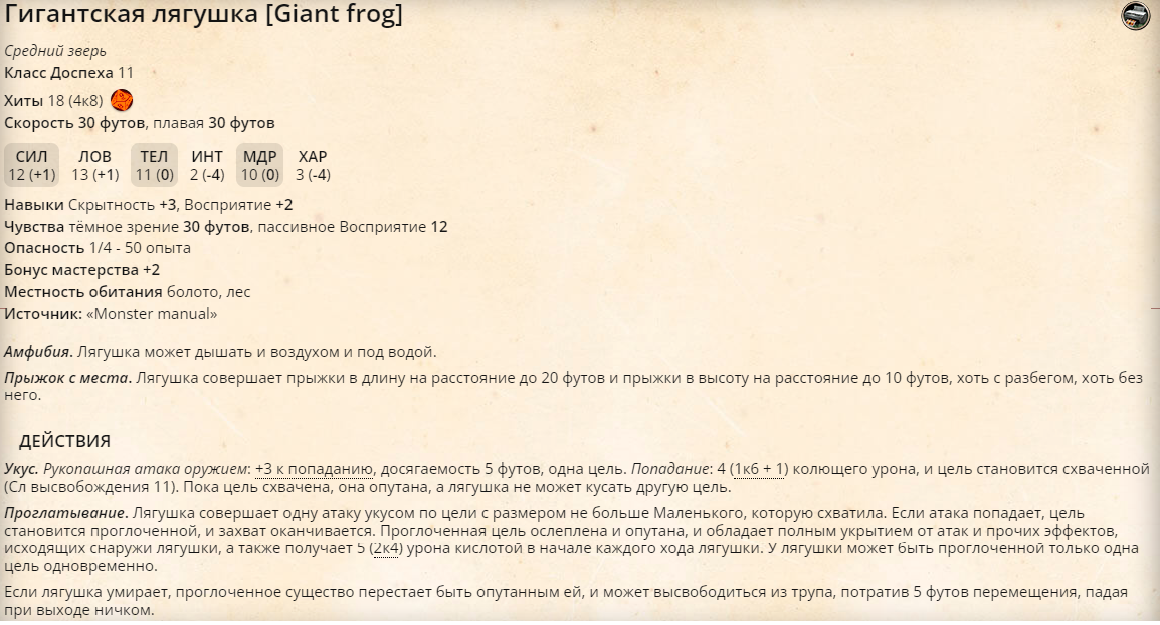 Гигантская лягушка [Giant frog]
Средний зверь
Класс Доспеха 11
Хиты 18 (4к8)
Скорость 30 футов, плавая 30 футов
СИЛ ЛОВ ТЕЛ ИНТ МДР ХАР
12 (+1) 13 (+1) 11 (0) 2 (-4) 10 (0) 3 (-4)
Навыки Скрытность +3, Восприятие +2
Чувства тёмное зрение 30 футов, пассивное Восприятие 12
Опасность 1/4 - 50 опыта
Бонус мастерства +2
Местность обитания болото, лес
Источник: «Monster manual»
Амфибия. Лягушка может дышать и воздухом и под водой.
Прыжок с места. Лягушка совершает прыжки в длину на расстояние до 20 футов и прыжки в высоту на расстояние до 10 футов, хоть с разбегом, хоть без
него.
ДЕЙСТВИЯ
Укус. Рукопашная атака оружием: +3 к попаданию, досягаемость 5 футов, одна цель. Попадание: 4 (1к6 + 1) колющего урона, и цель становится схваченной
(Сл высвобождения 11). Пока цель схвачена, она опутана, а лягушка не может кусать другую цель.
Проглатывание. Лягушка совершает одну атаку укусом по цели с размером не больше Маленького, которую схватила. Если атака попадает, цель
становится проглоченной, и захват оканчивается. Проглоченная цель ослеплена и опутана, и обладает полным укрытием от атак и прочих эффектов,
исходящих снаружи лягушки, а также получает 5 (2к4) урона кислотой в начале каждого хода лягушки. У лягушки может быть проглоченной только одна
цель одновременно.
Если лягушка умирает, проглоченное существо перестает быть опутанным ей, и может высвободиться из трупа, потратив 5 футов перемещения, падая
при выходе ничком.